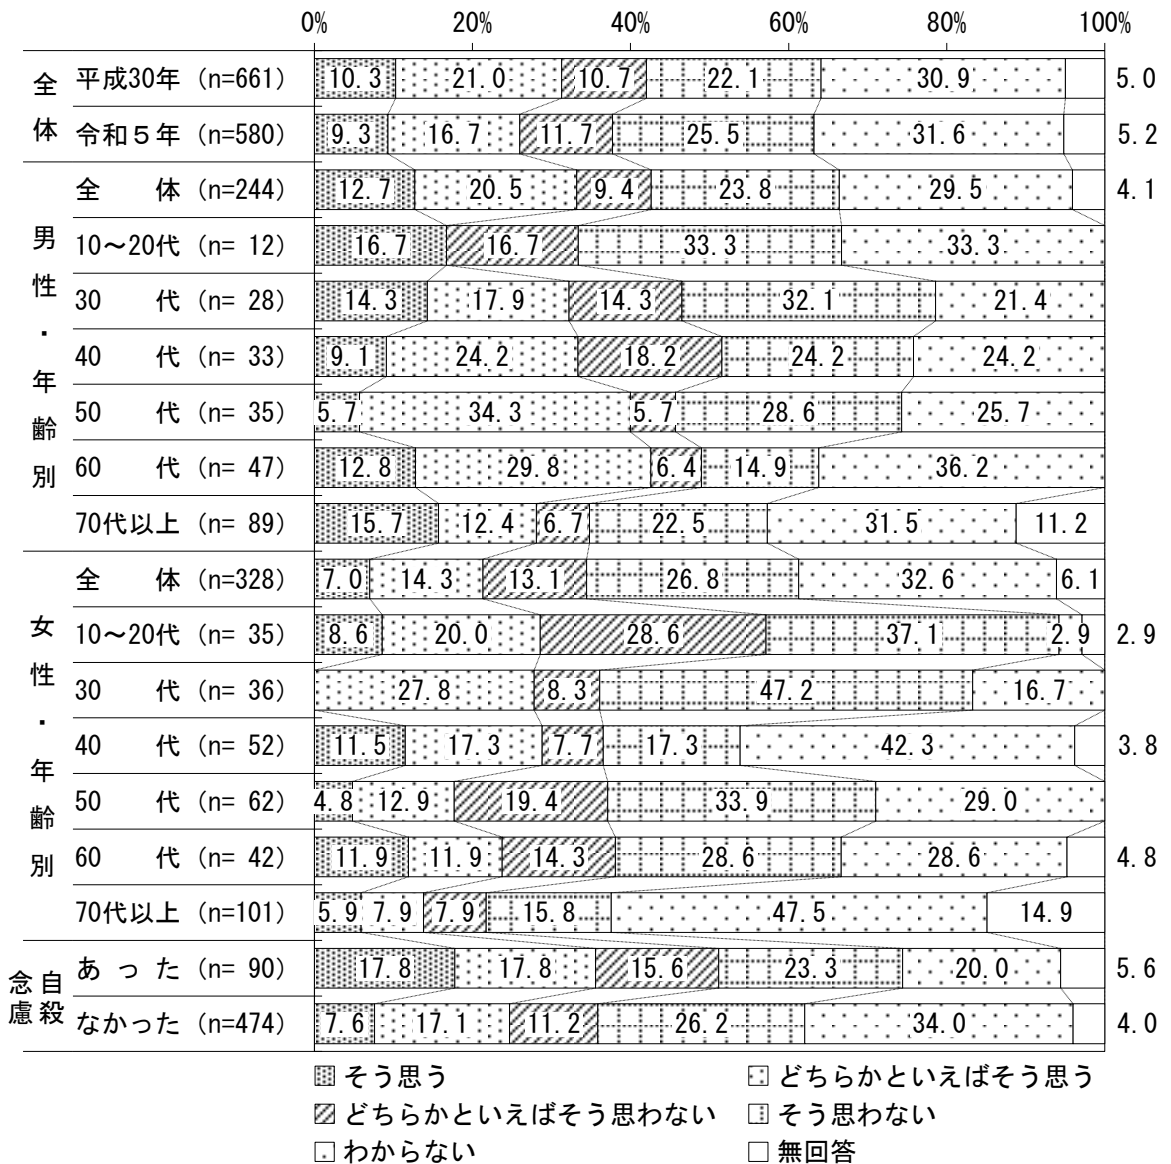 0% 20% 40% 60% 80% 100%
全体
平成30年 (n=661) 10.3 21.0 10.7 22.1 30.9 5.0
令和５年 (n=580) 9.3 16.7 11.7 25.5 31.6 5.2
男性・年齢別
全　体 (n=244) 12.7 20.5 9.4 23.8 29.5 4.1
10～20代 (n= 12) 16.7 16.7 33.3 33.3
30　代 (n= 28) 14.3 17.9 14.3 32.1 21.4
40　代 (n= 33) 9.1 24.2 18.2 24.2 24.2
50　代 (n= 35) 5.7 34.3 5.7 28.6 25.7
60　代 (n= 47) 12.8 29.8 6.4 14.9 36.2
70代以上 (n= 89) 15.7 12.4 6.7 22.5 31.5 11.2
女性・年齢別
全　体 (n=328) 7.0 14.3 13.1 26.8 32.6 6.1
10～20代 (n= 35) 8.6 20.0 28.6 37.1 2.9 2.9
30　代 (n= 36) 27.8 8.3 47.2 16.7
40　代 (n= 52) 11.5 17.3 7.7 17.3 42.3 3.8
50　代 (n= 62) 4.8 12.9 19.4 33.9 29.0
60　代 (n= 42) 11.9 11.9 14.3 28.6 28.6 4.8
70代以上 (n=101) 5.9 7.9 7.9 15.8 47.5 14.9
自殺念慮
あった (n= 90) 17.8 17.8 15.6 23.3 20.0 5.6
なかった (n=474) 7.6 17.1 11.2 26.2 34.0 4.0
そう思う どちらかといえばそう思う
どちらかといえばそう思わない そう思わない
わからない 無回答